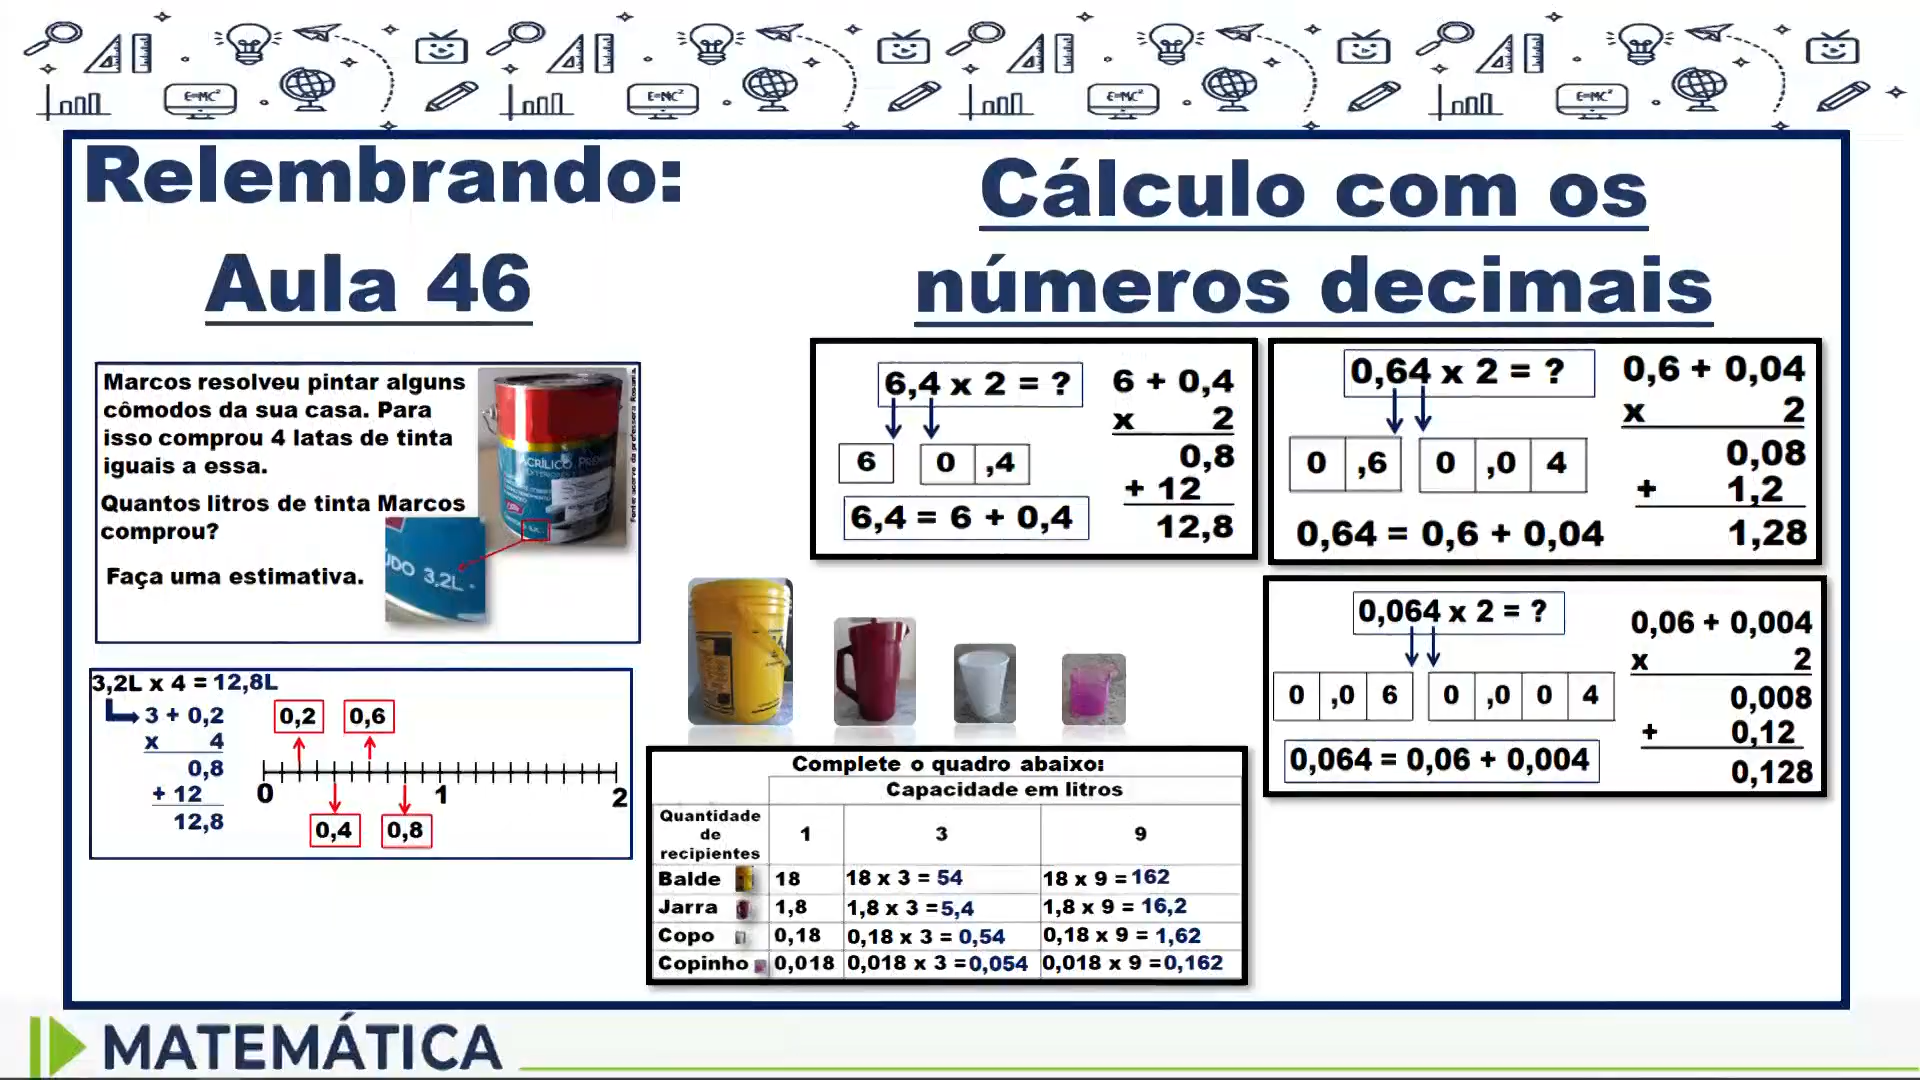 E=MC²
E=MC²
E=MC²
E=MC²
Relembrando:
Aula 46
Cálculo com os
números decimais
Marcos resolveu pintar alguns
cômodos da sua casa. Para
isso comprou 4 latas de tinta
iguais a essa.
Quantos litros de tinta Marcos
comprou?
Faça uma estimativa.
ACRÍLICO
ÚDO 3,2L
3,2L x 4 = 12,8L
3 + 0,2
x 4
0,8
+ 12
12,8
0,2 0,6
0 1 2
0,4 0,8
6,4 x 2 = ?
6 0 ,4
6,4 = 6 + 0,4
6 + 0,4
x 2
0,8
+ 12
12,8
0,64 x 2 = ?
0 ,6 0 ,0 4
0,64 = 0,6 + 0,04
0,6 + 0,04
x 2
0,08
+ 1,2
1,28
0,064 x 2 = ?
0 ,0 6 0 ,0 0 4
0,064 = 0,06 + 0,004
0,06 + 0,004
x 2
0,008
+ 0,12
0,128
Complete o quadro abaixo:
Capacidade em litros
Quantidade
de
recipientes
1 3 9
Balde 18 18 x 3 = 54 18 x 9 = 162
Jarra 1,8 1,8 x 3 = 5,4 1,8 x 9 = 16,2
Copo 0,18 0,18 x 3 = 0,54 0,18 x 9 = 1,62
Copinho 0,018 0,018 x 3 = 0,054 0,018 x 9 = 0,162
MATEMÁTICA